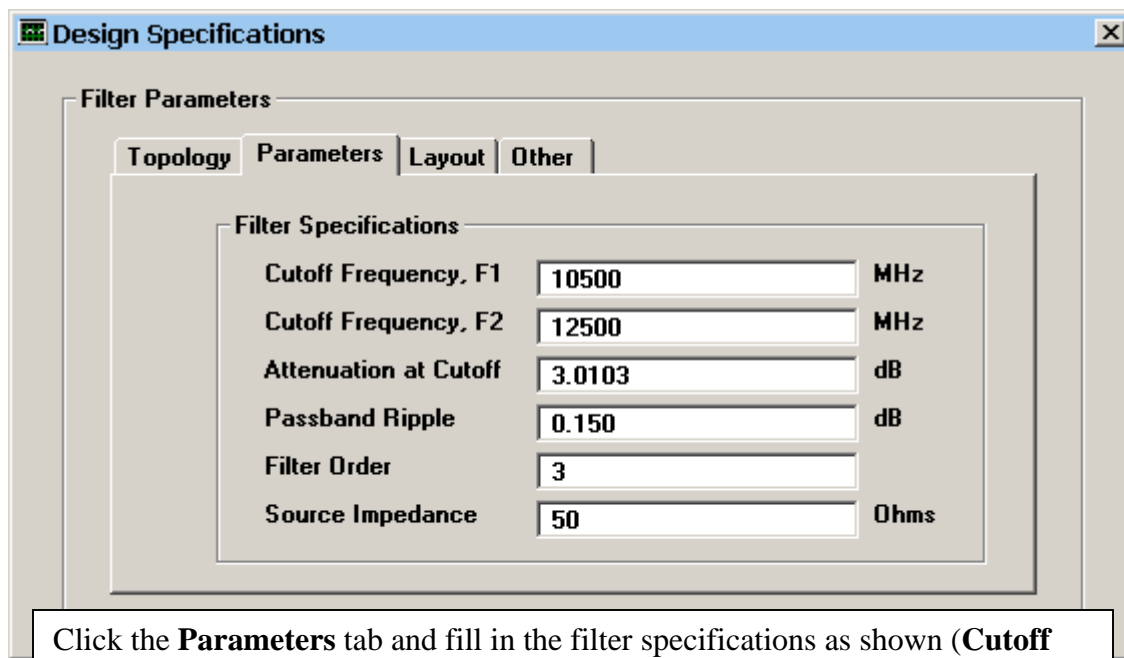 Design Specifications
Filter Parameters
Topology Parameters Layout Other
Filter Specifications
Cutoff Frequency, F1 10500 MHz
Cutoff Frequency, F2 12500 MHz
Attenuation at Cutoff 3.0103 dB
Passband Ripple 0.150 dB
Filter Order 3
Source Impedance 50 Ohms
Click the Parameters tab and fill in the filter specifications as shown (Cutoff